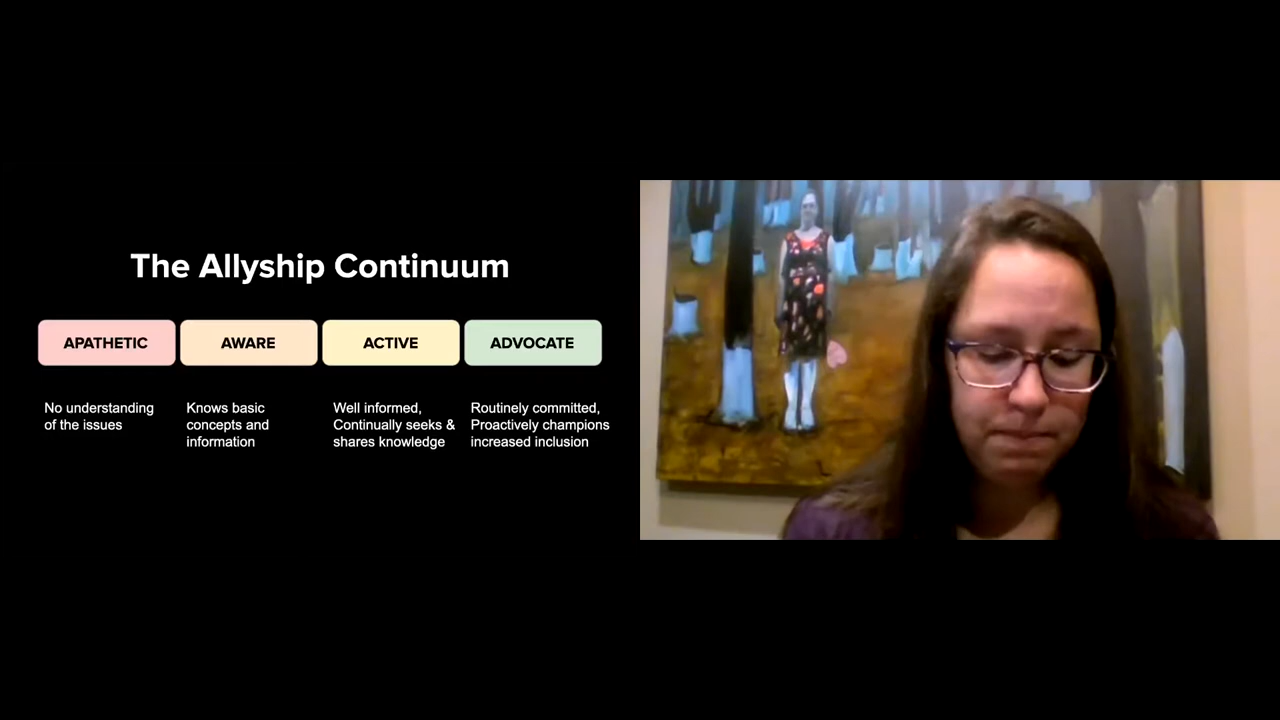 The Allyship Continuum
APATHETIC
AWARE
ACTIVE
ADVOCATE
No understanding
of the issues
Knows basic
concepts and
information
Well informed,
Continually seeks &
shares knowledge
Routinely committed,
Proactively champions
increased inclusion